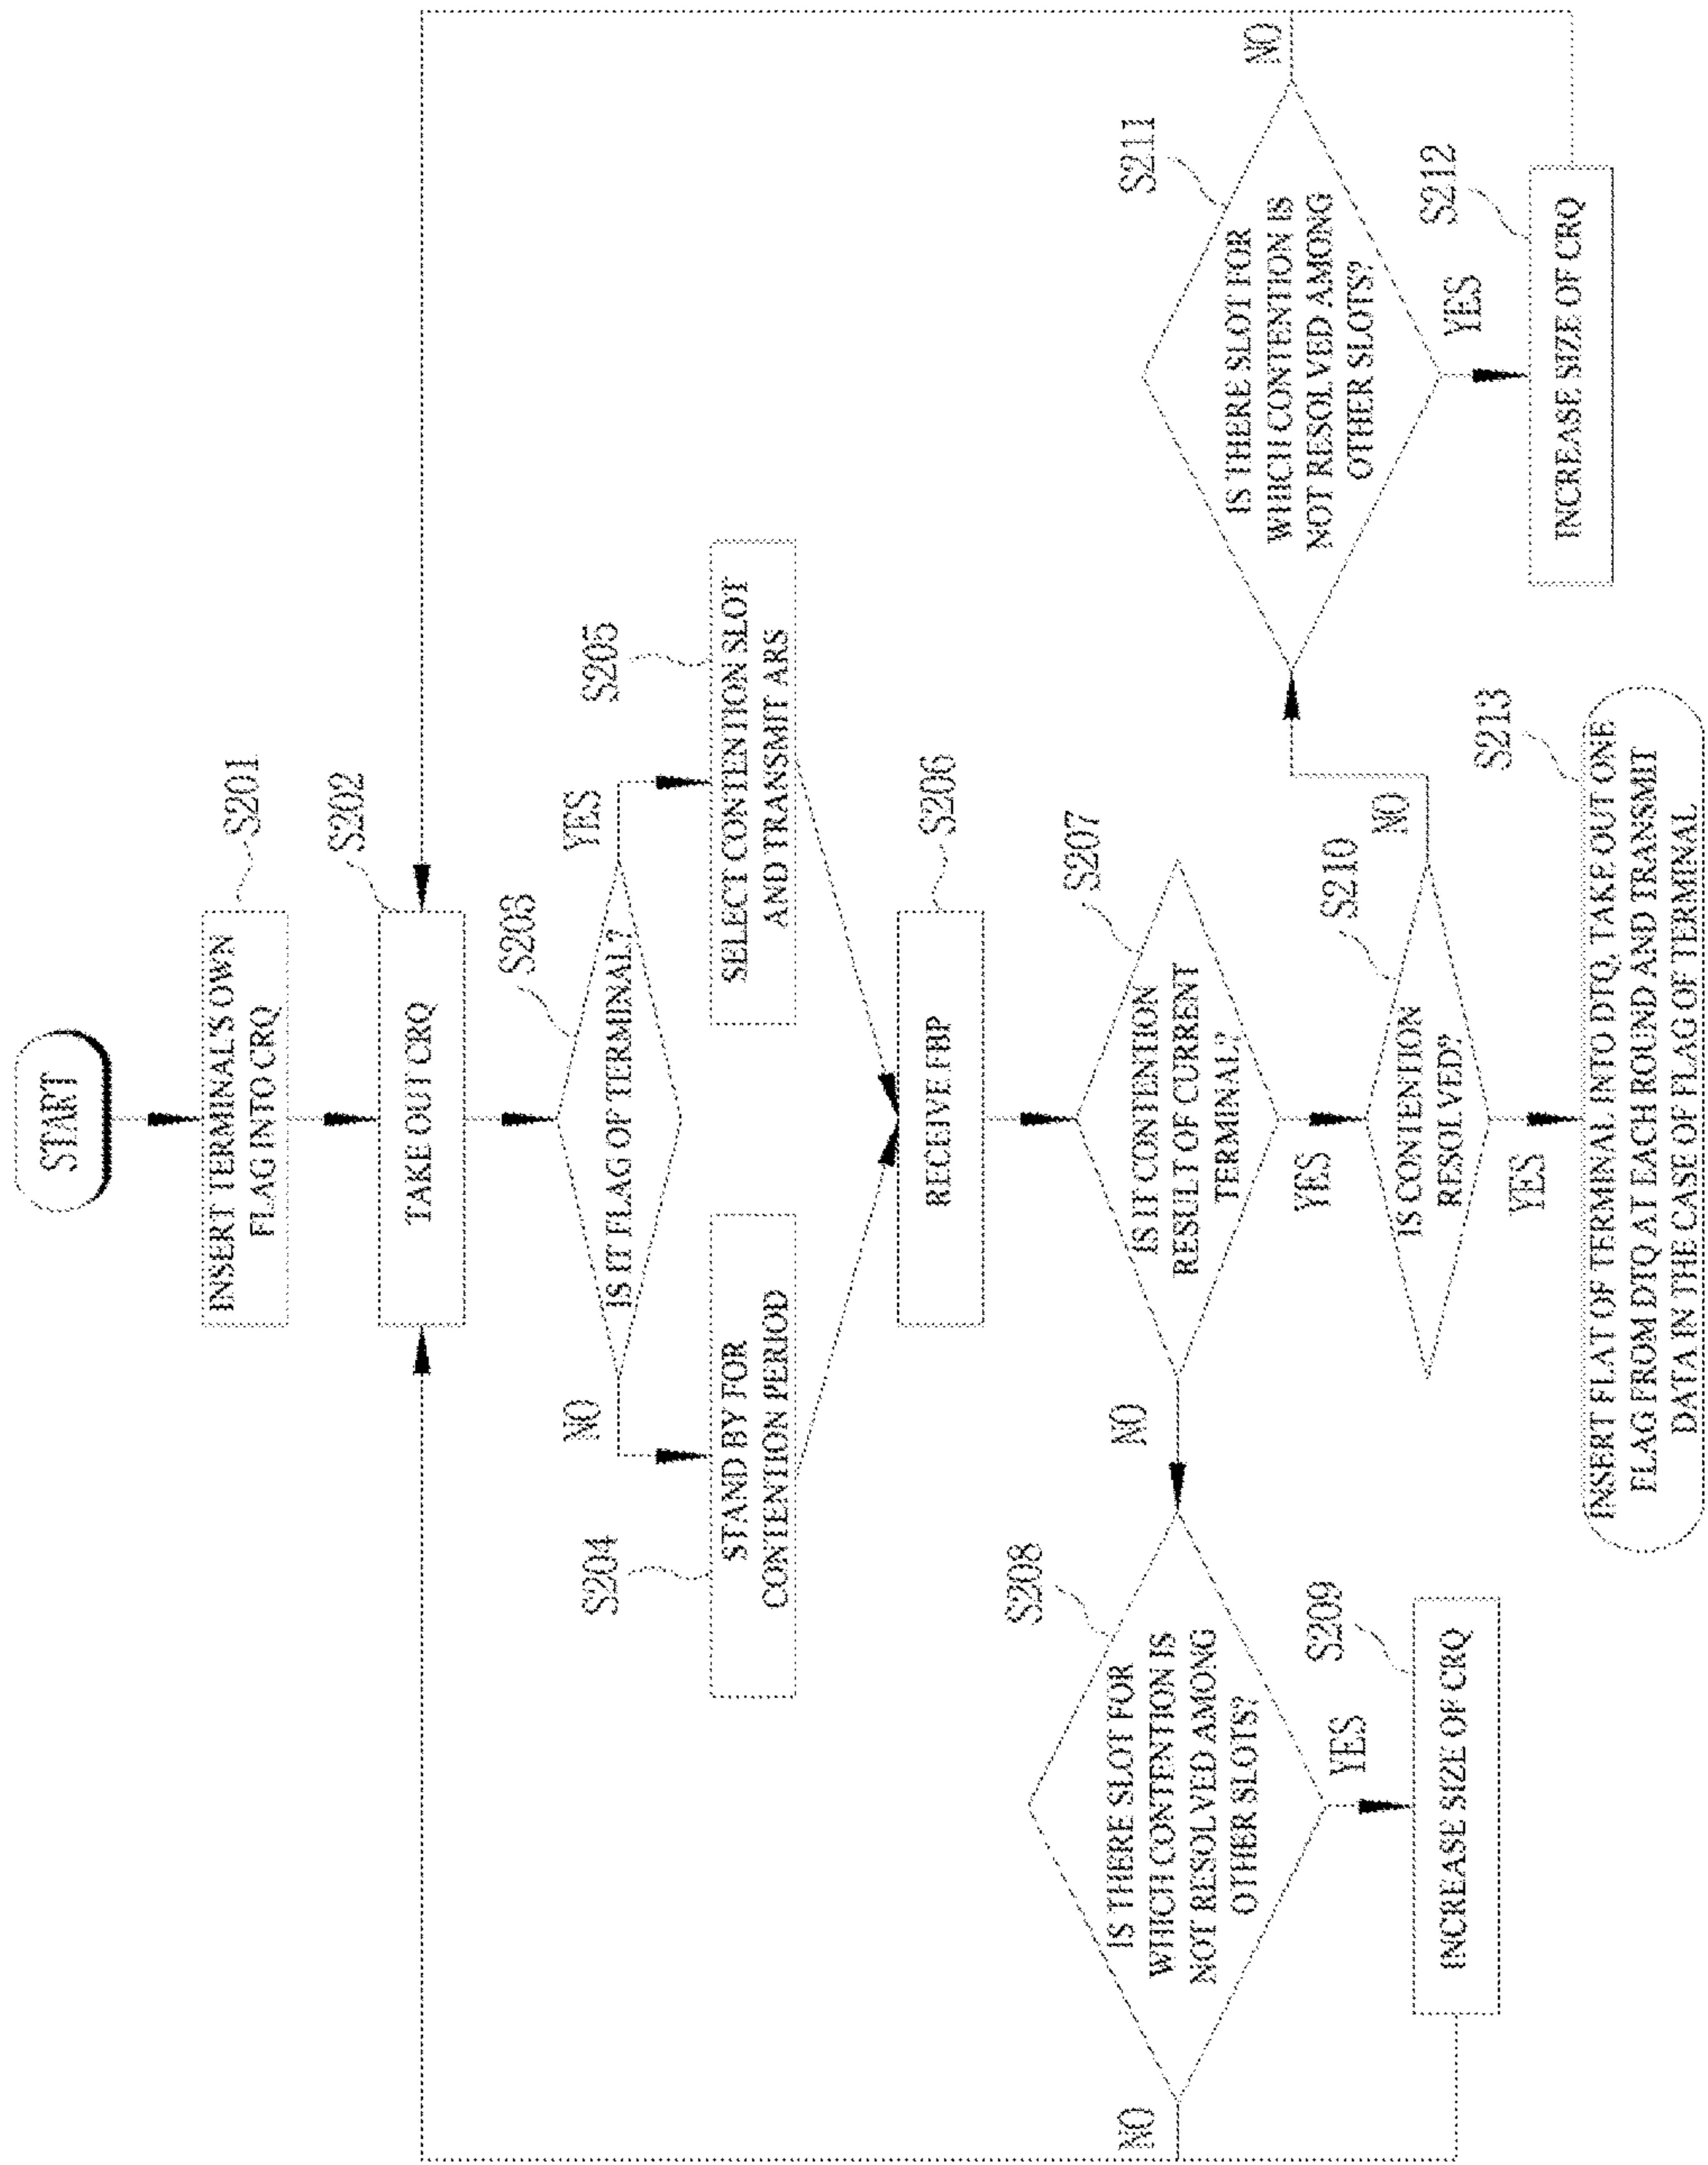 START
S201
INSERT TERMINAL'S OWN
FLAG INTO CRQ
S202
TAKE OUT CRQ
S203
IS IT FLAG OF TERMINAL?
NO
YES
S204
STAND BY FOR
CONTENTION PERIOD
S205
SELECT CONTENTION SLOT
AND TRANSMIT ARS
S206
RECEIVE FBP
S207
IS IT CONTENTION
RESULT OF CURRENT
TERMINAL?
NO
YES
S208
IS THERE SLOT FOR
WHICH CONTENTION IS
NOT RESOLVED AMONG
OTHER SLOTS?
NO
YES
S209
INCREASE SIZE OF CRQ
S210
IS CONTENTION
RESOLVED?
NO
YES
S211
IS THERE SLOT FOR
WHICH CONTENTION IS
NOT RESOLVED AMONG
OTHER SLOTS?
NO
YES
S212
INCREASE SIZE OF CRQ
S213
INSERT FLAT OF TERMINAL INTO DTQ, TAKE OUT ONE
FLAG FROM DTQ AT EACH ROUND AND TRANSMIT
DATA IN THE CASE OF FLAG OF TERMINAL